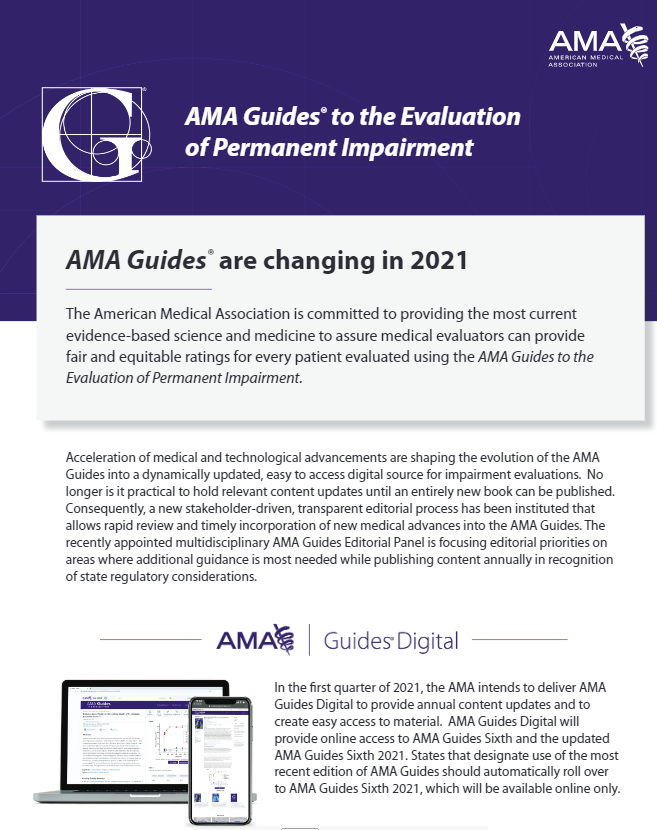 AMA
AMERICAN MEDICAL
ASSOCIATION
G®
AMA Guides® to the Evaluation
of Permanent Impairment
AMA Guides® are changing in 2021
The American Medical Association is committed to providing the most current
evidence-based science and medicine to assure medical evaluators can provide
fair and equitable ratings for every patient evaluated using the AMA Guides to the
Evaluation of Permanent Impairment.
Acceleration of medical and technological advancements are shaping the evolution of the AMA
Guides into a dynamically updated, easy to access digital source for impairment evaluations. No
longer is it practical to hold relevant content updates until an entirely new book can be published.
Consequently, a new stakeholder-driven, transparent editorial process has been instituted that
allows rapid review and timely incorporation of new medical advances into the AMA Guides. The
recently appointed multidisciplinary AMA Guides Editorial Panel is focusing editorial priorities on
areas where additional guidance is most needed while publishing content annually in recognition
of state regulatory considerations.
AMA | Guides® Digital
In the first quarter of 2021, the AMA intends to deliver AMA
Guides Digital to provide annual content updates and to
create easy access to material. AMA Guides Digital will
provide online access to AMA Guides Sixth and the updated
AMA Guides Sixth 2021. States that designate use of the most
recent edition of AMA Guides should automatically roll over
to AMA Guides Sixth 2021, which will be available online only.